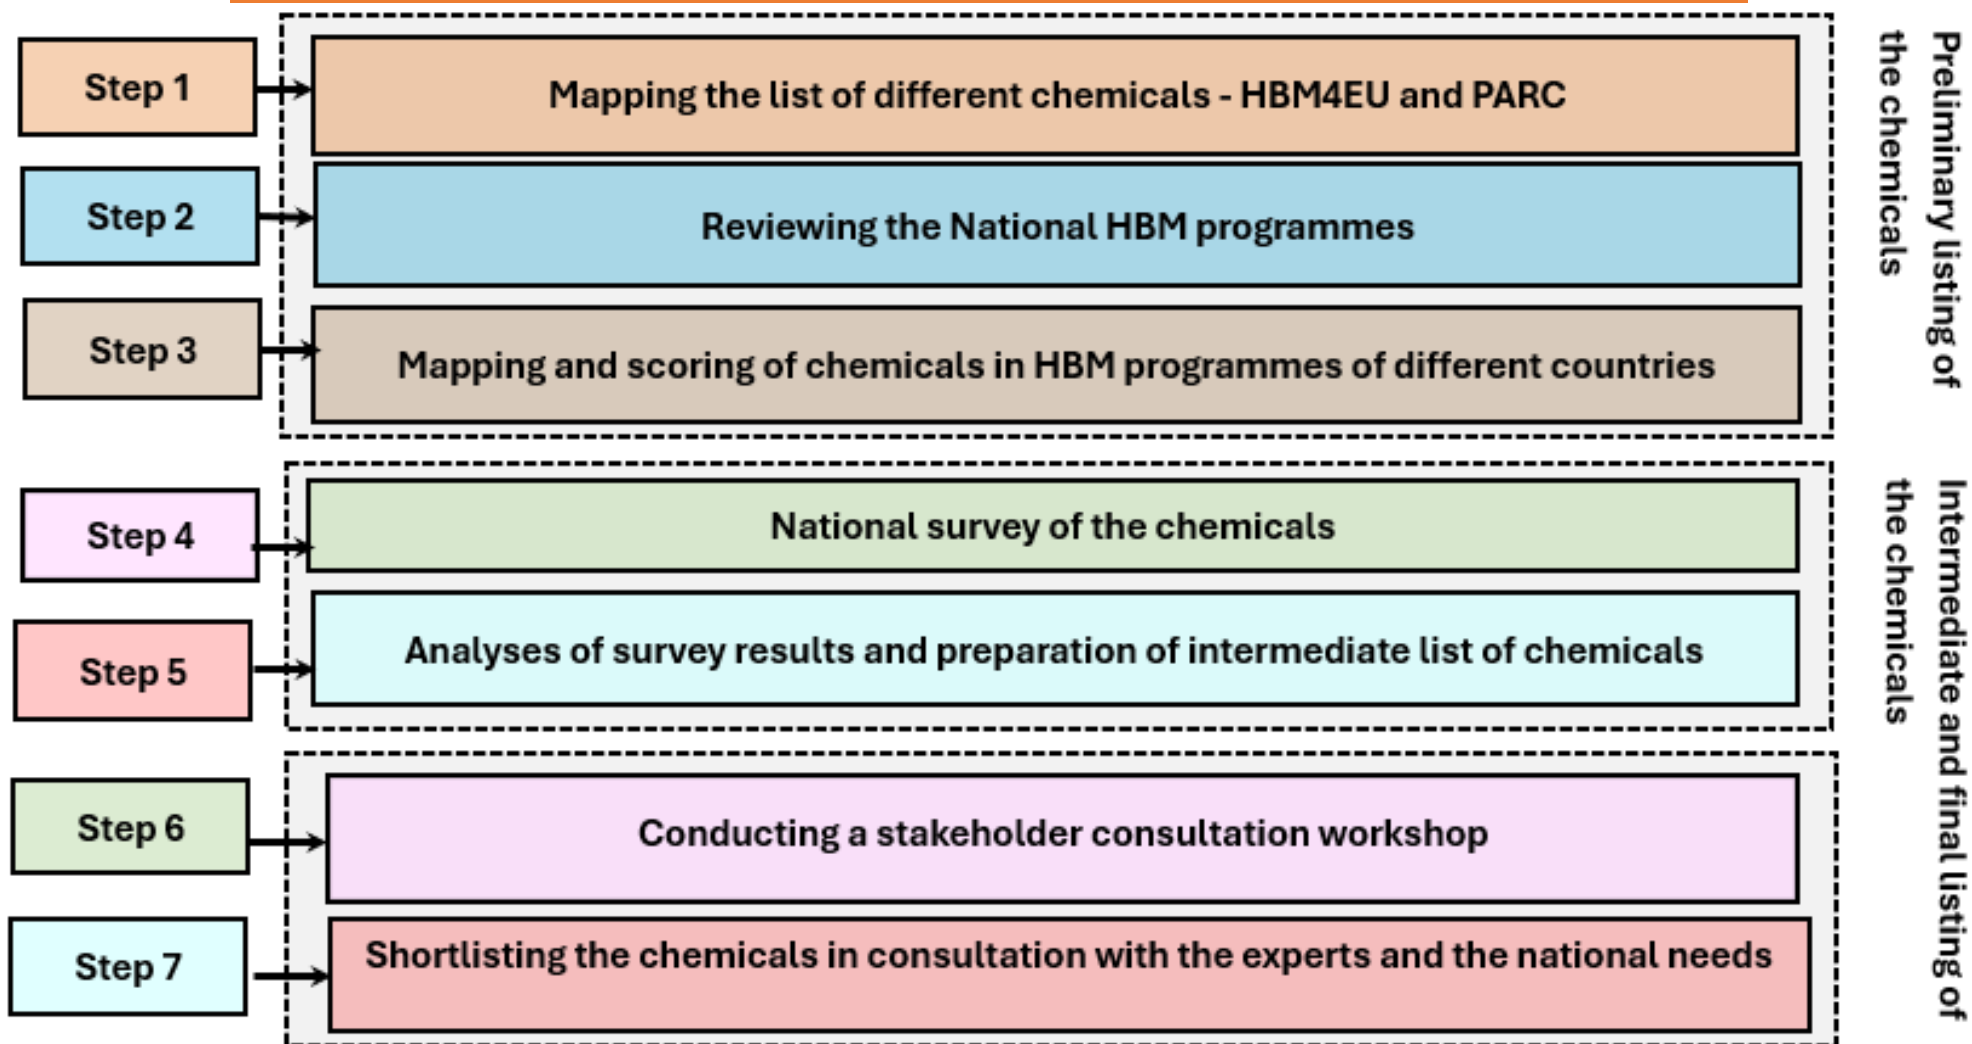 Step 1
Mapping the list of different chemicals - HBM4EU and PARC
Step 2
Reviewing the National HBM programmes
Step 3
Mapping and scoring of chemicals in HBM programmes of different countries
Preliminary listing of
the chemicals
Step 4
National survey of the chemicals
Step 5
Analyses of survey results and preparation of intermediate list of chemicals
Step 6
Conducting a stakeholder consultation workshop
Step 7
Shortlisting the chemicals in consultation with the experts and the national needs
Intermediate and final listing of
the chemicals